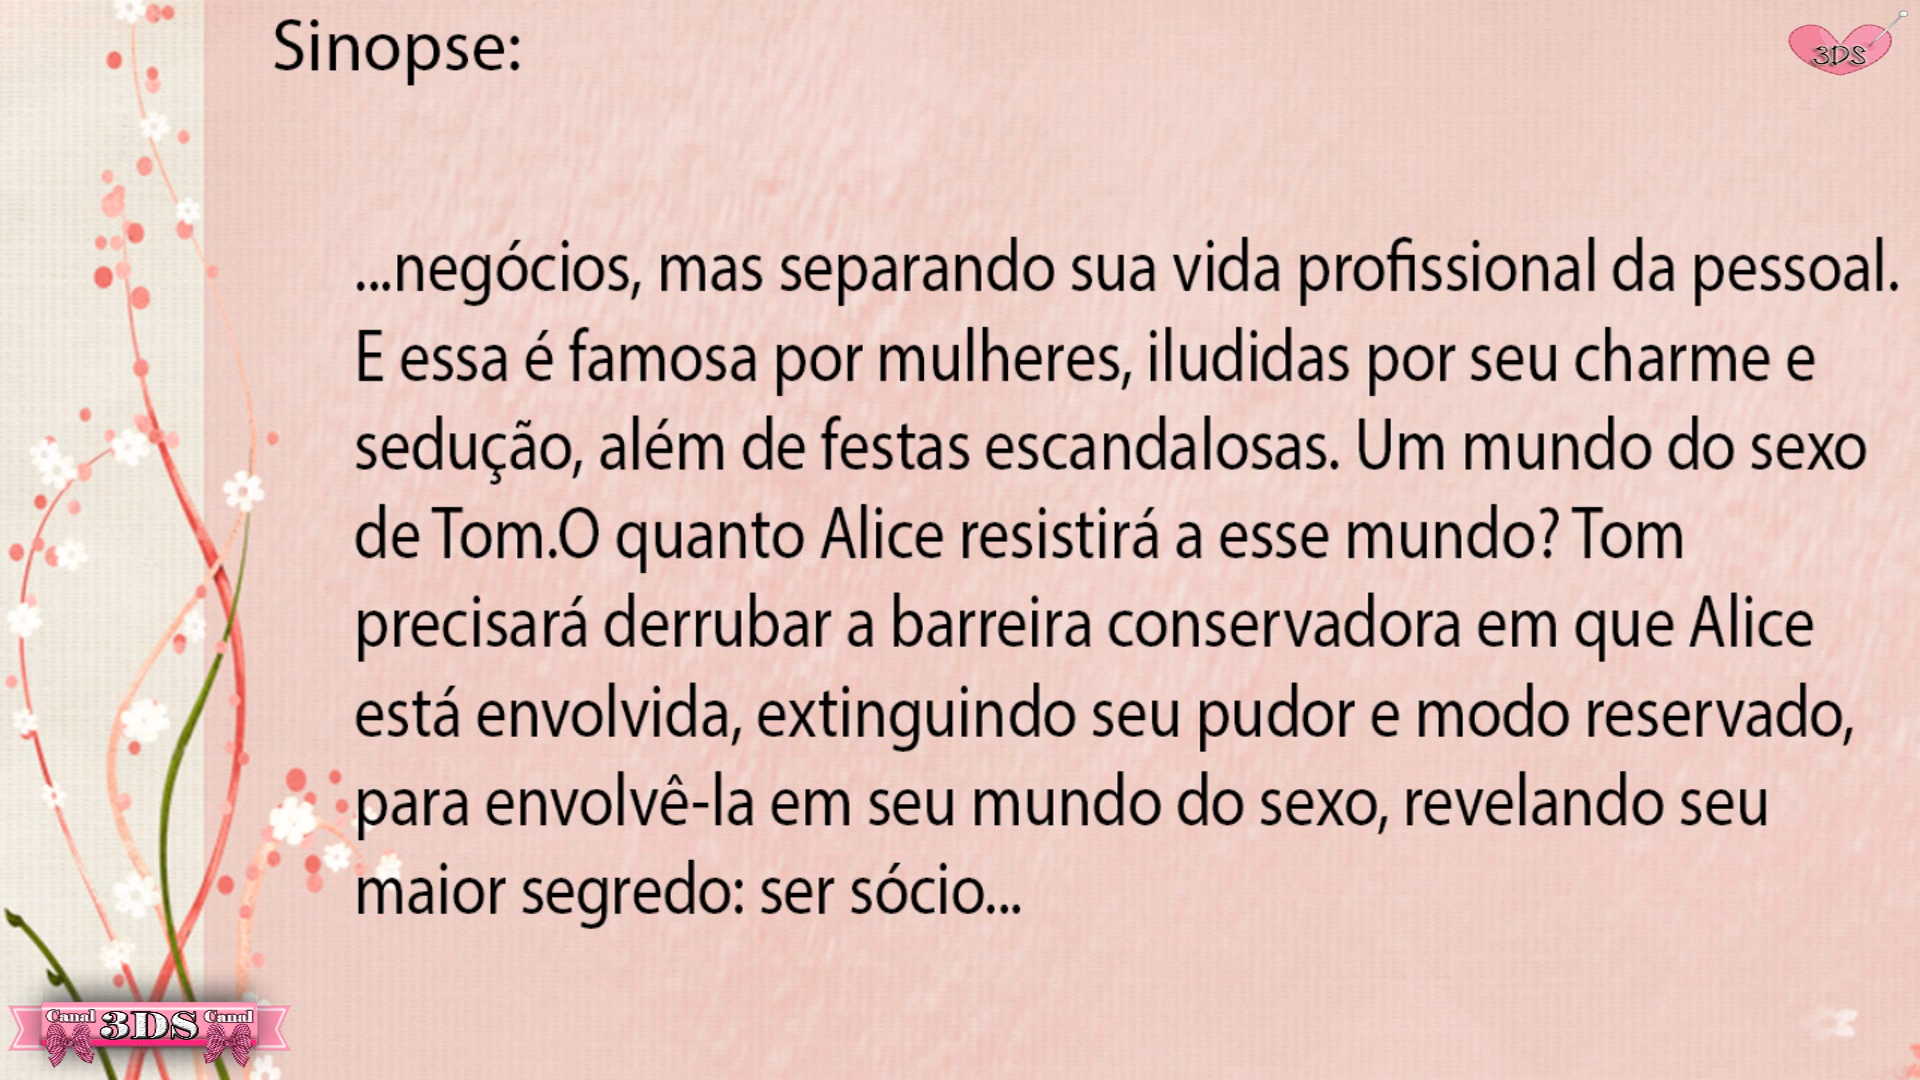 Sinopse:
3DS
...negócios, mas separando sua vida profissional da pessoal.
E essa é famosa por mulheres, iludidas por seu charme e
sedução, além de festas escandalosas. Um mundo do sexo
de Tom.O quanto Alice resistirá a esse mundo? Tom
precisará derrubar a barreira conservadora em que Alice
está envolvida, extinguindo seu pudor e modo reservado,
para envolvê-la em seu mundo do sexo, revelando seu
maior segredo: ser sócio...
Canal 3DS Canal